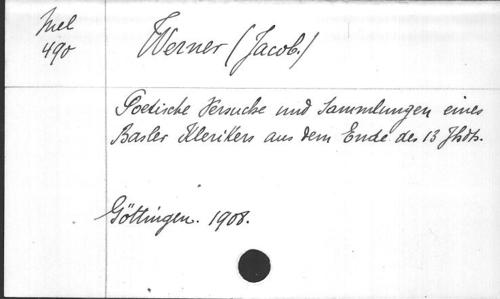 Mel
490
Werner (Jacob.)
Poetische Versuche und Sammlungen eines
Basler Klerikers aus dem Ende des 13 Jhdts.
Göttingen. 1908.